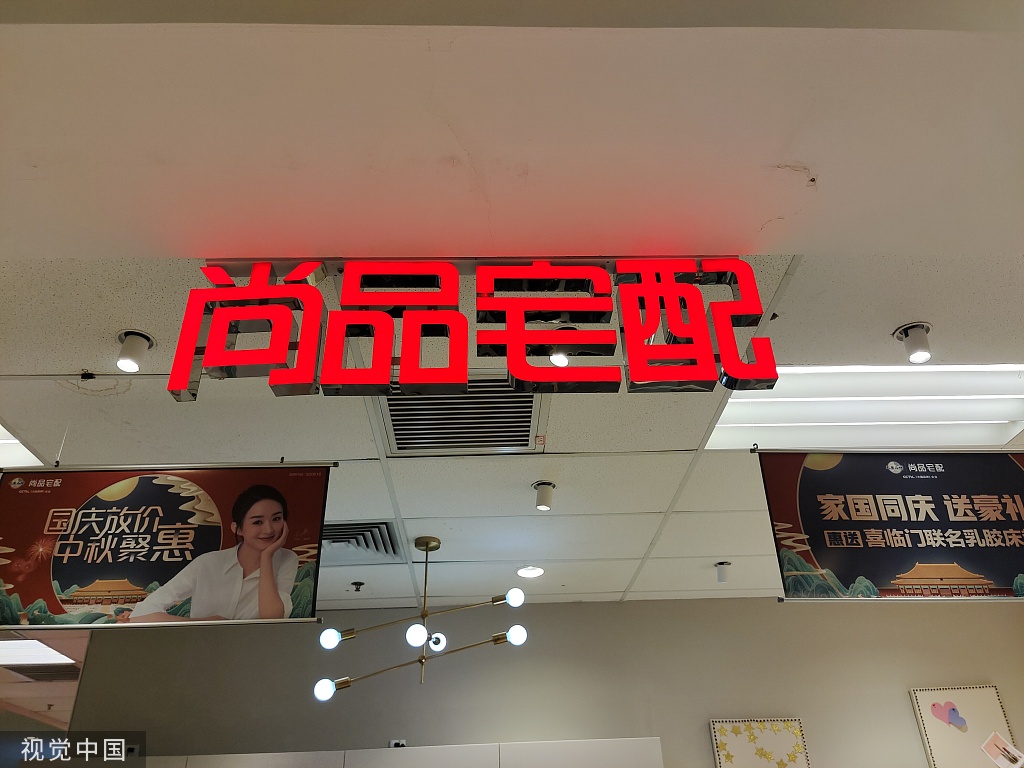 尚品宅配
尚品宅配
国庆放价
中秋聚惠
尚品宅配
家国同庆 送豪礼
惠送 喜临门联名乳胶床
视觉中国